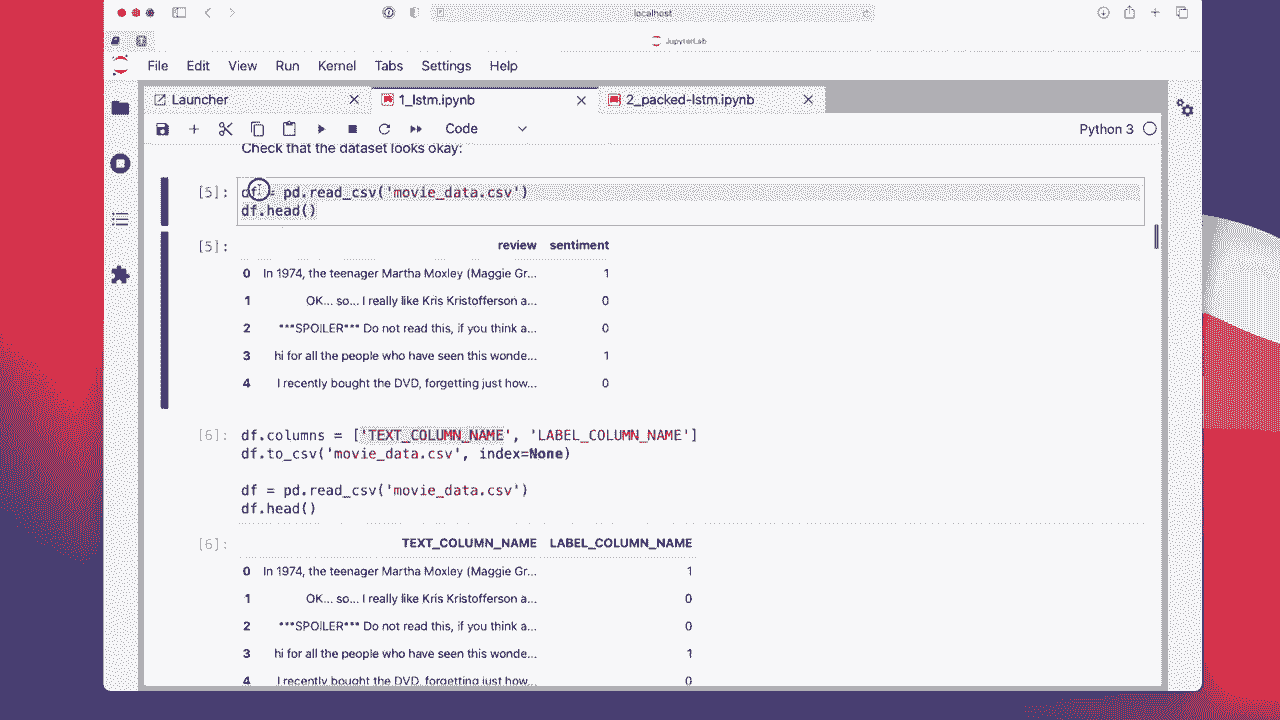 localhost
JupyterLab
File Edit View Run Kernel Tabs Settings Help
Launcher 1_lstm.ipynb 2_packed-lstm.ipynb
Code Python 3
Check that the dataset looks okay:
[5]: df = pd.read_csv('movie_data.csv')
df.head()
[5]: review sentiment
0 In 1974, the teenager Martha Moxley (Maggie Gr... 1
1 OK... so... I really like Kris Kristofferson a... 0
2 ***SPOILER*** Do not read this, if you think a... 0
3 hi for all the people who have seen this wonde... 1
4 I recently bought the DVD, forgetting just how... 0
[6]: df.columns = ['TEXT_COLUMN_NAME', 'LABEL_COLUMN_NAME']
df.to_csv('movie_data.csv', index=None)
df = pd.read_csv('movie_data.csv')
df.head()
[6]: TEXT_COLUMN_NAME LABEL_COLUMN_NAME
0 In 1974, the teenager Martha Moxley (Maggie Gr... 1
1 OK... so... I really like Kris Kristofferson a... 0
2 ***SPOILER*** Do not read this, if you think a... 0
3 hi for all the people who have seen this wonde... 1
4 I recently bought the DVD, forgetting just how... 0